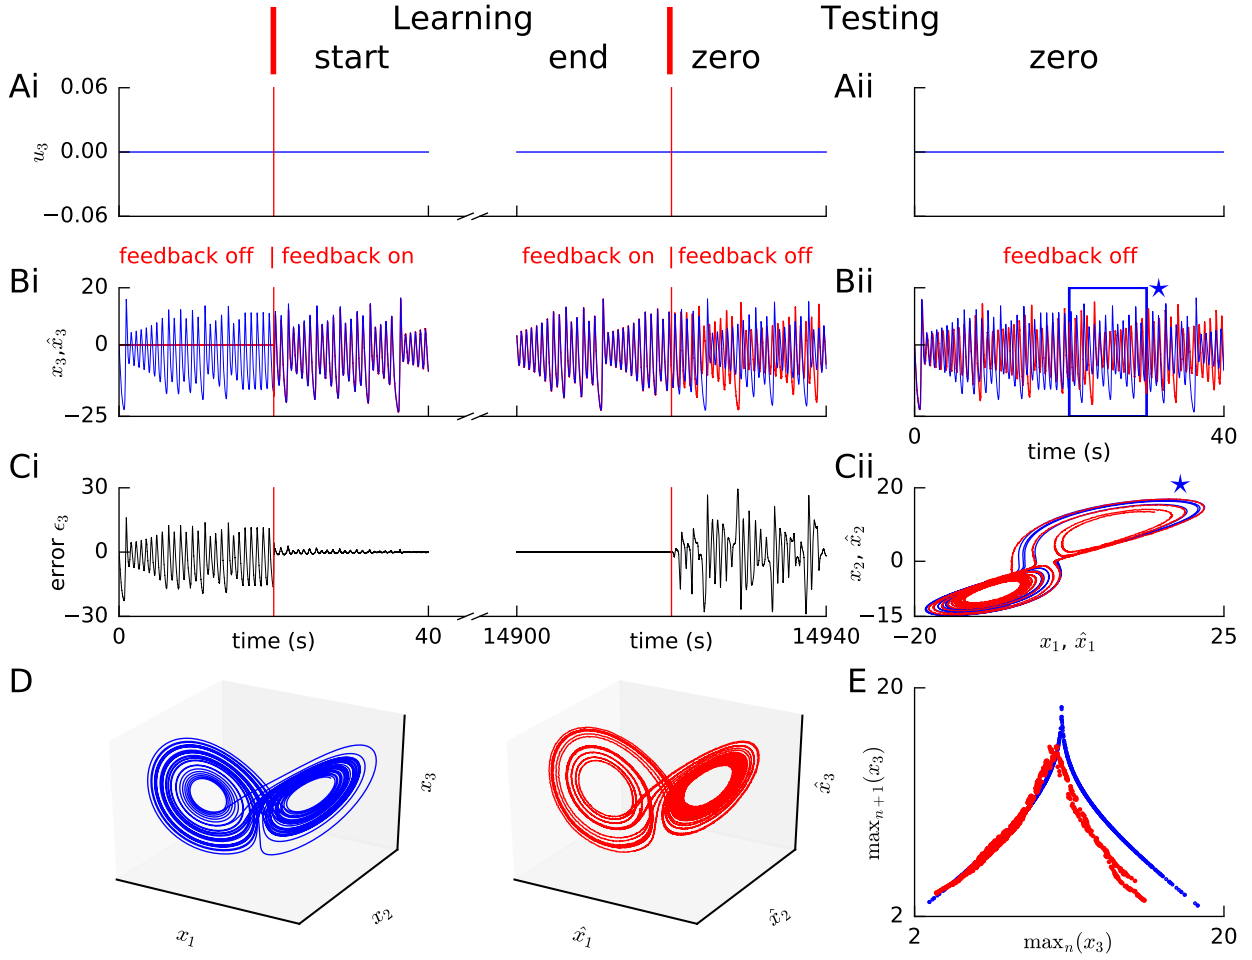 Learning Testing
start end zero zero
Ai Aii
0.06
0.00
−0.06
u₃
feedback off | feedback on feedback on | feedback off feedback off
Bi Bii
20
0
−25
x₃,x̂₃
0 40
time (s)
Ci Cii
30
0
−30
error ϵ₃
0 40 14900 14940
time (s) time (s)
20
0
−15
x₂, x̂₂
−20 25
x₁, x̂₁
D E
x₁ x₂ x₃
x̂₁ x̂₂ x̂₃
20
2
maxₙ₊₁(x₃)
2 20
maxₙ(x₃)